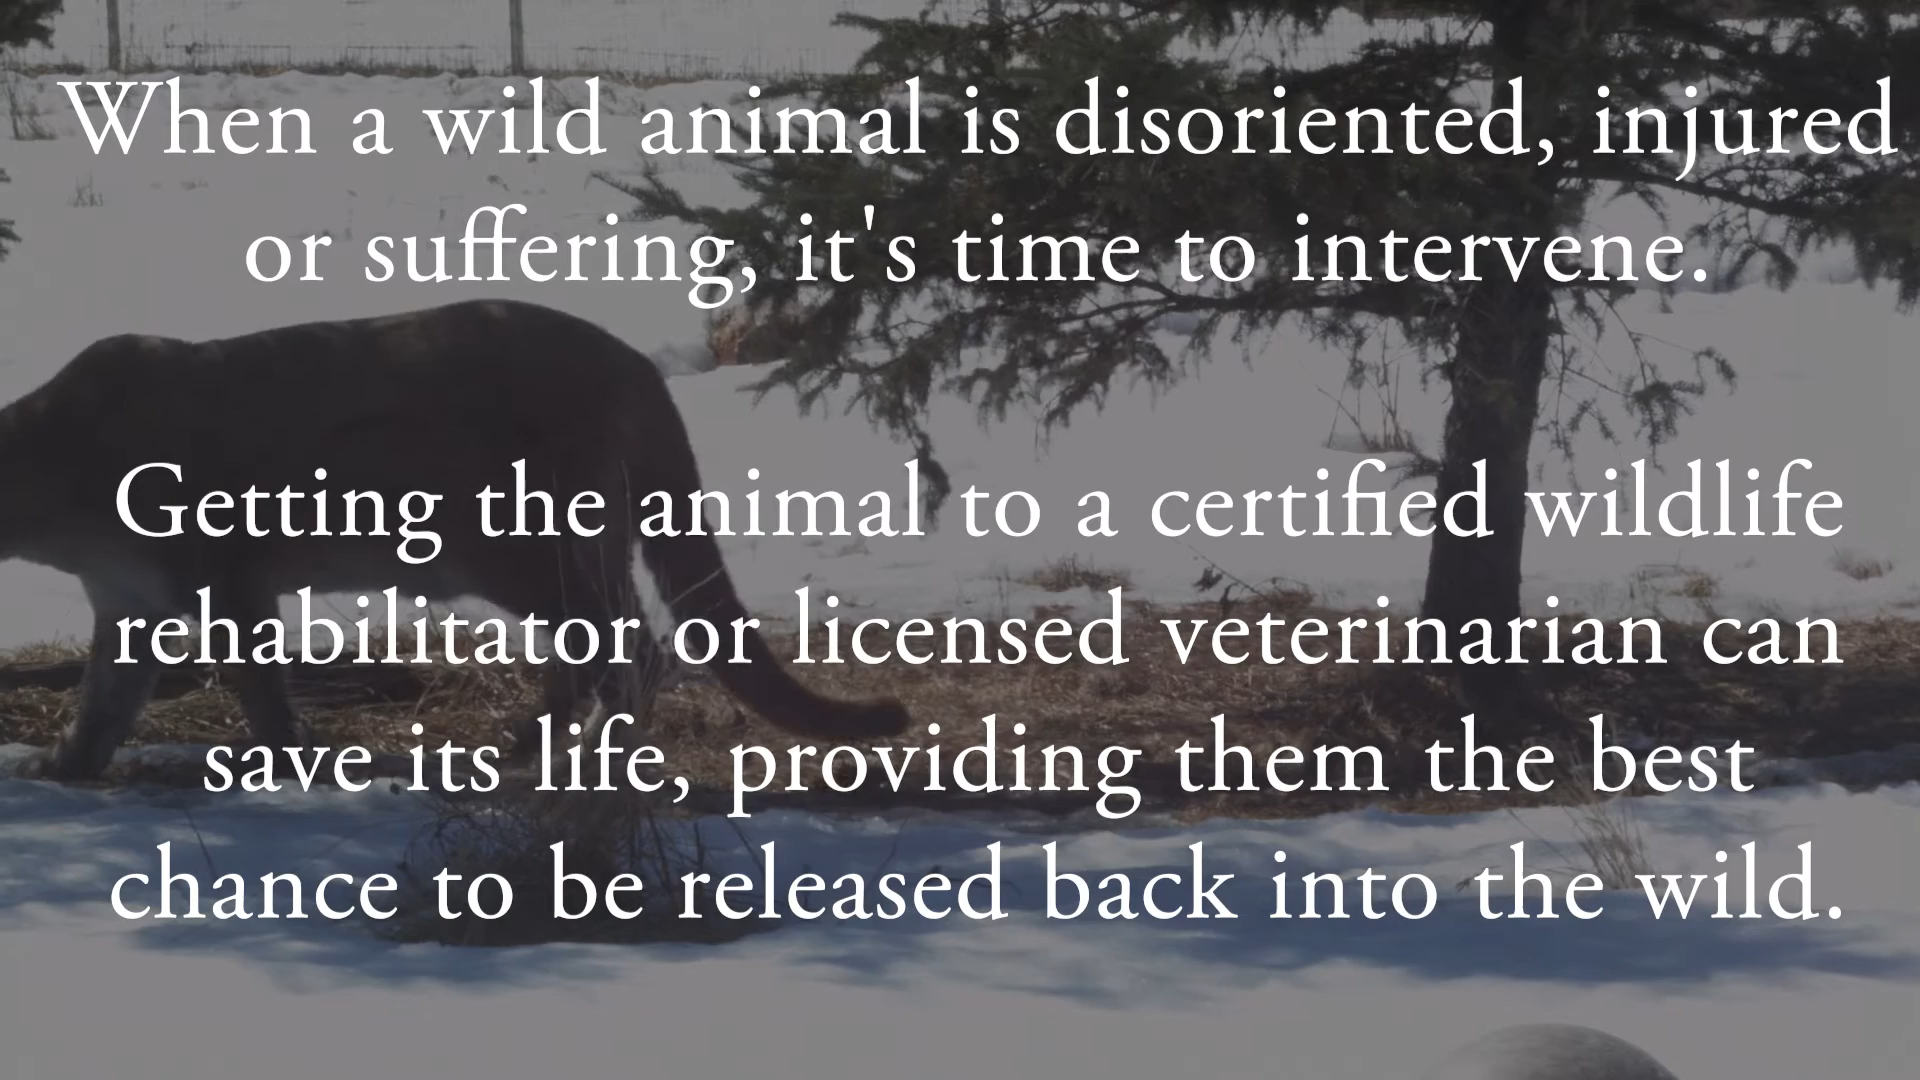 When a wild animal is disoriented, injured
or suffering, it's time to intervene.
Getting the animal to a certified wildlife
rehabilitator or licensed veterinarian can
save its life, providing them the best
chance to be released back into the wild.